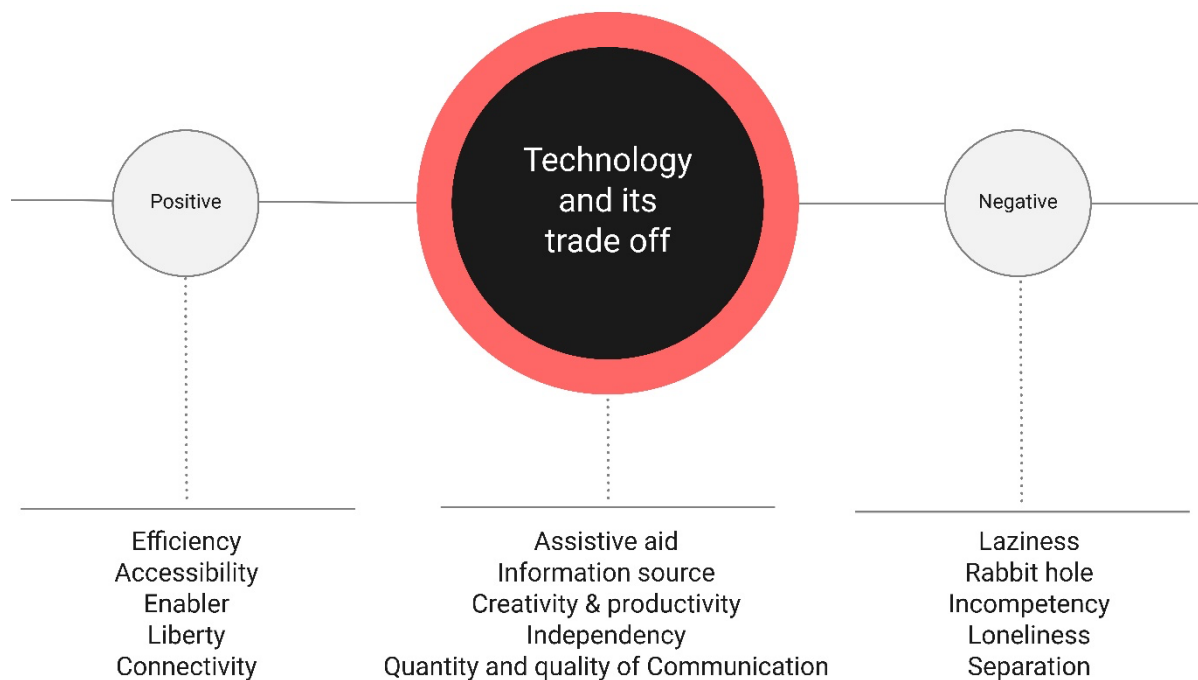 Technology
and its
trade off
Positive
Negative
Efficiency
Accessibility
Enabler
Liberty
Connectivity
Assistive aid
Information source
Creativity & productivity
Independency
Quantity and quality of Communication
Laziness
Rabbit hole
Incompetency
Loneliness
Separation